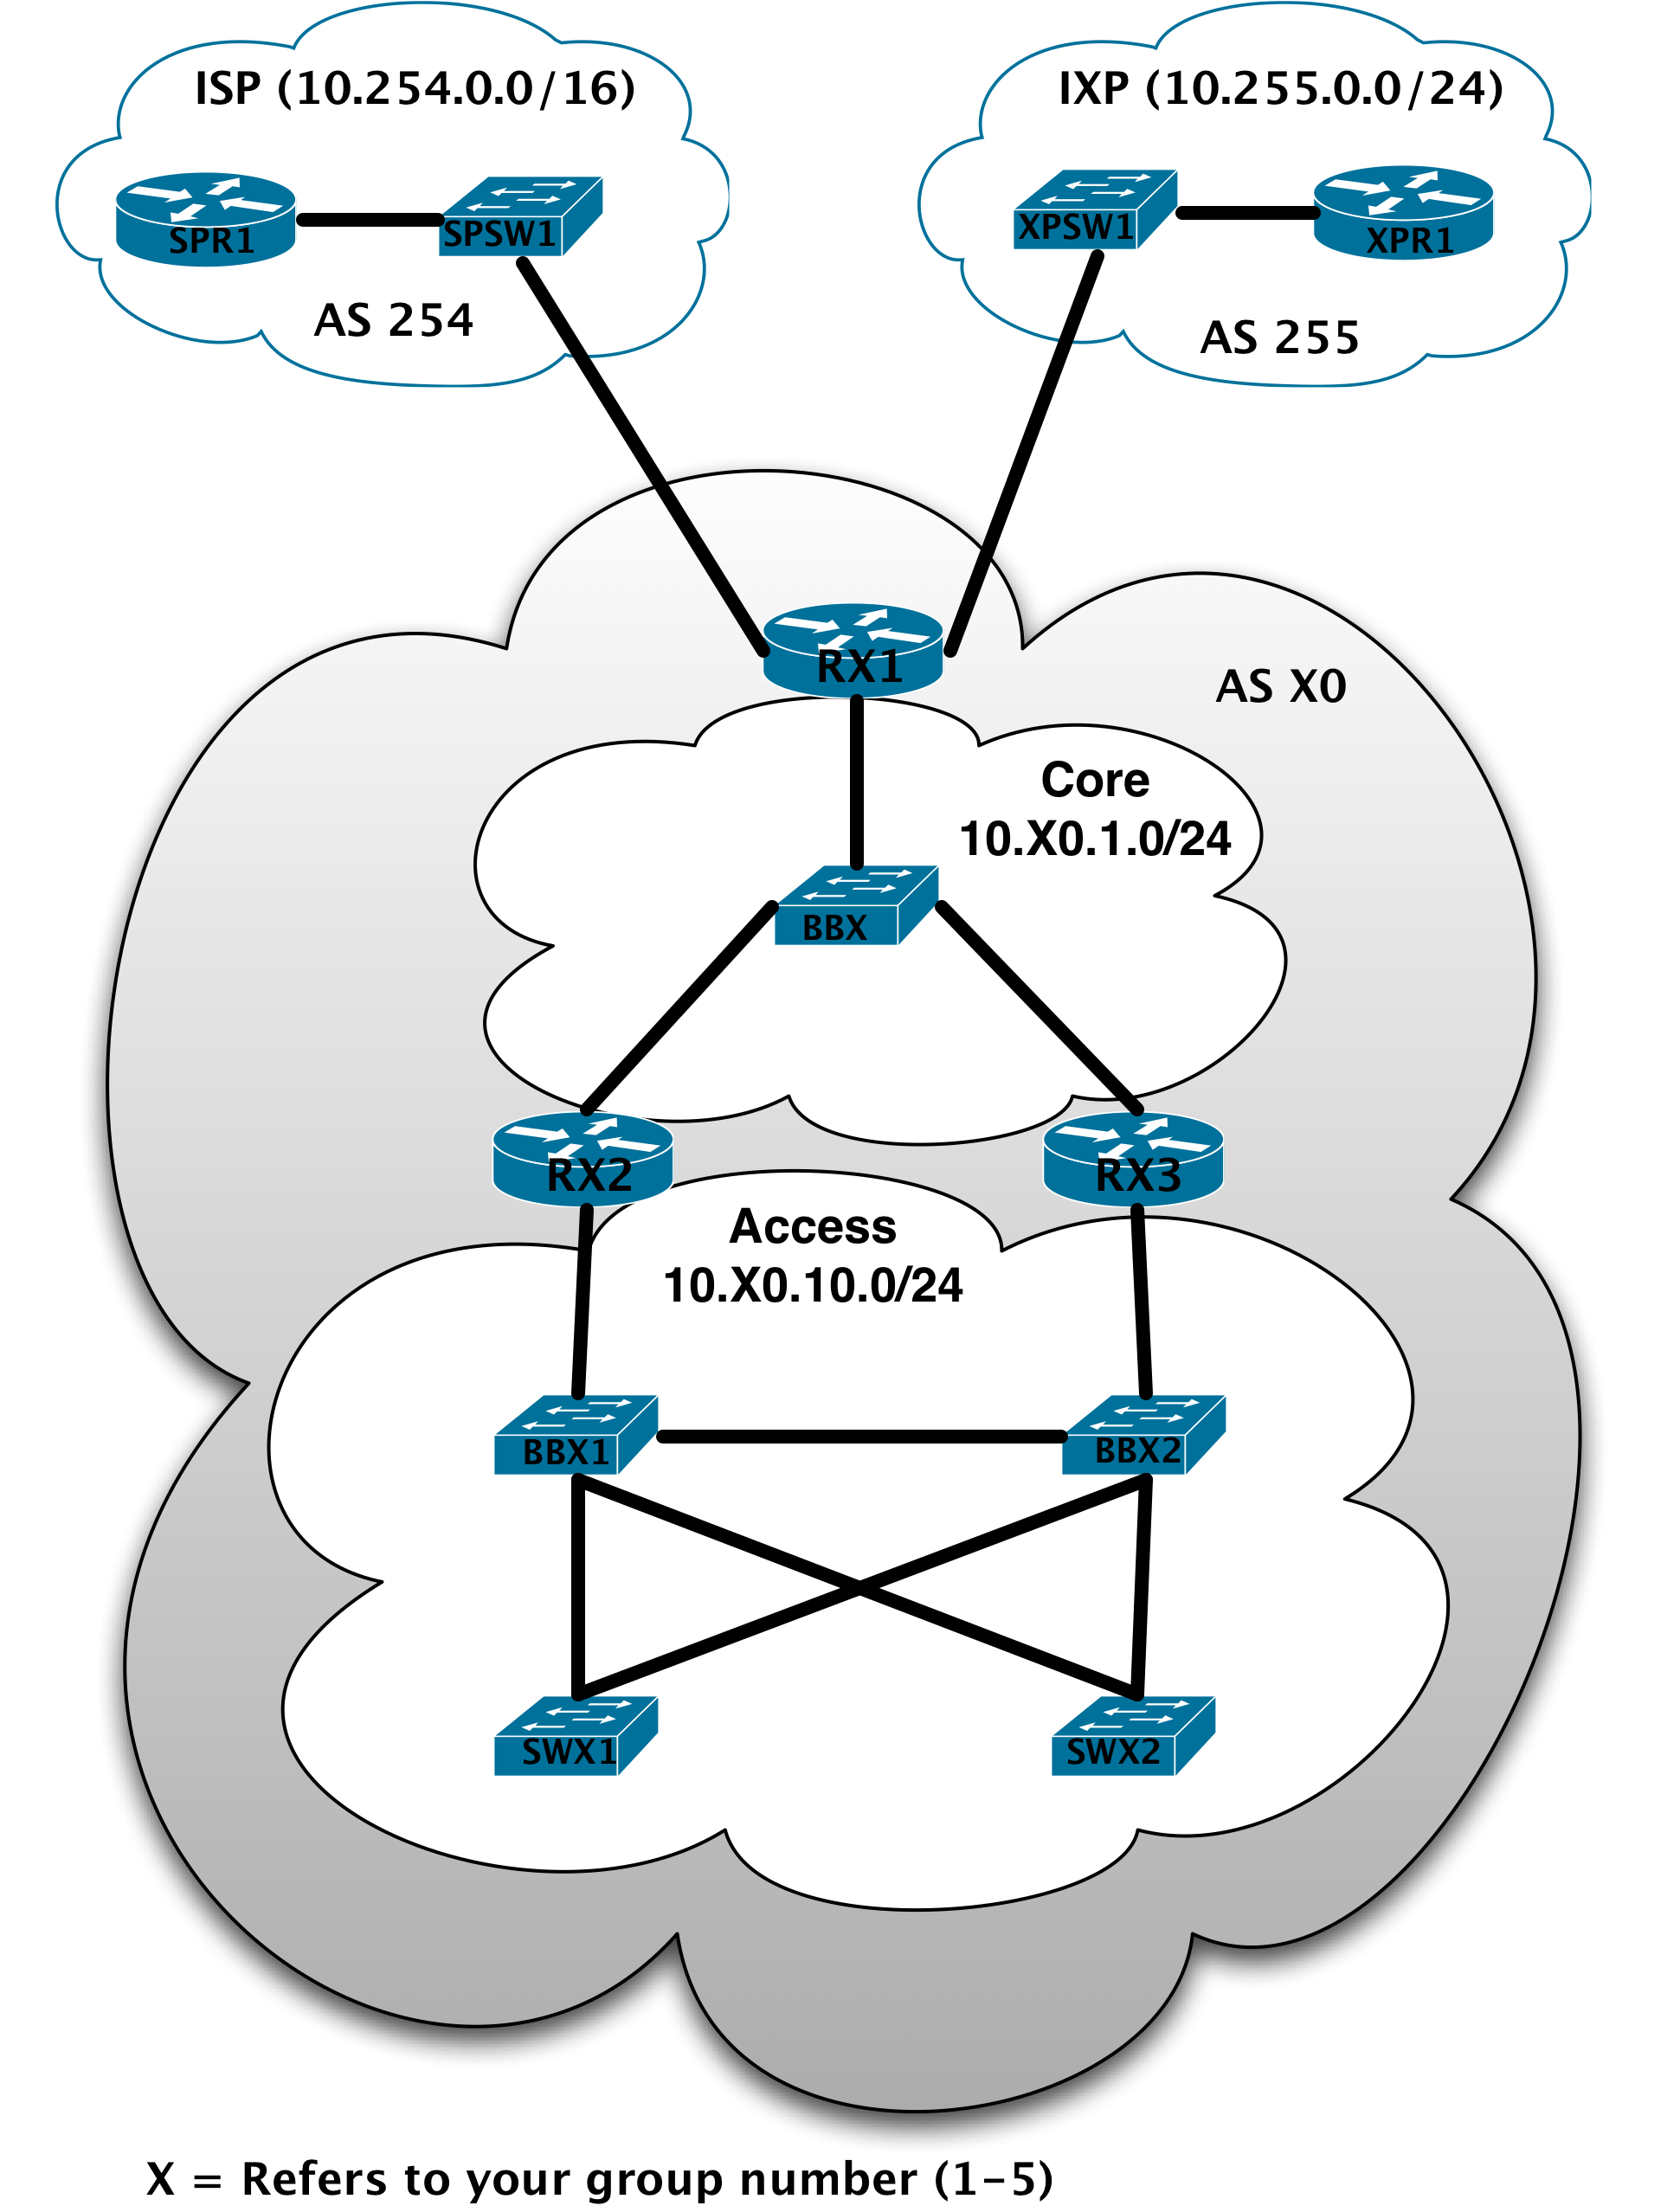 ISP (10.254.0.0/16)
IXP (10.255.0.0/24)
SPR1
SPSW1
XPSW1
XPR1
AS 254
AS 255
RX1
AS X0
Core
10.X0.1.0/24
BBX
RX2
RX3
Access
10.X0.10.0/24
BBX1
BBX2
SWX1
SWX2
X = Refers to your group number (1-5)